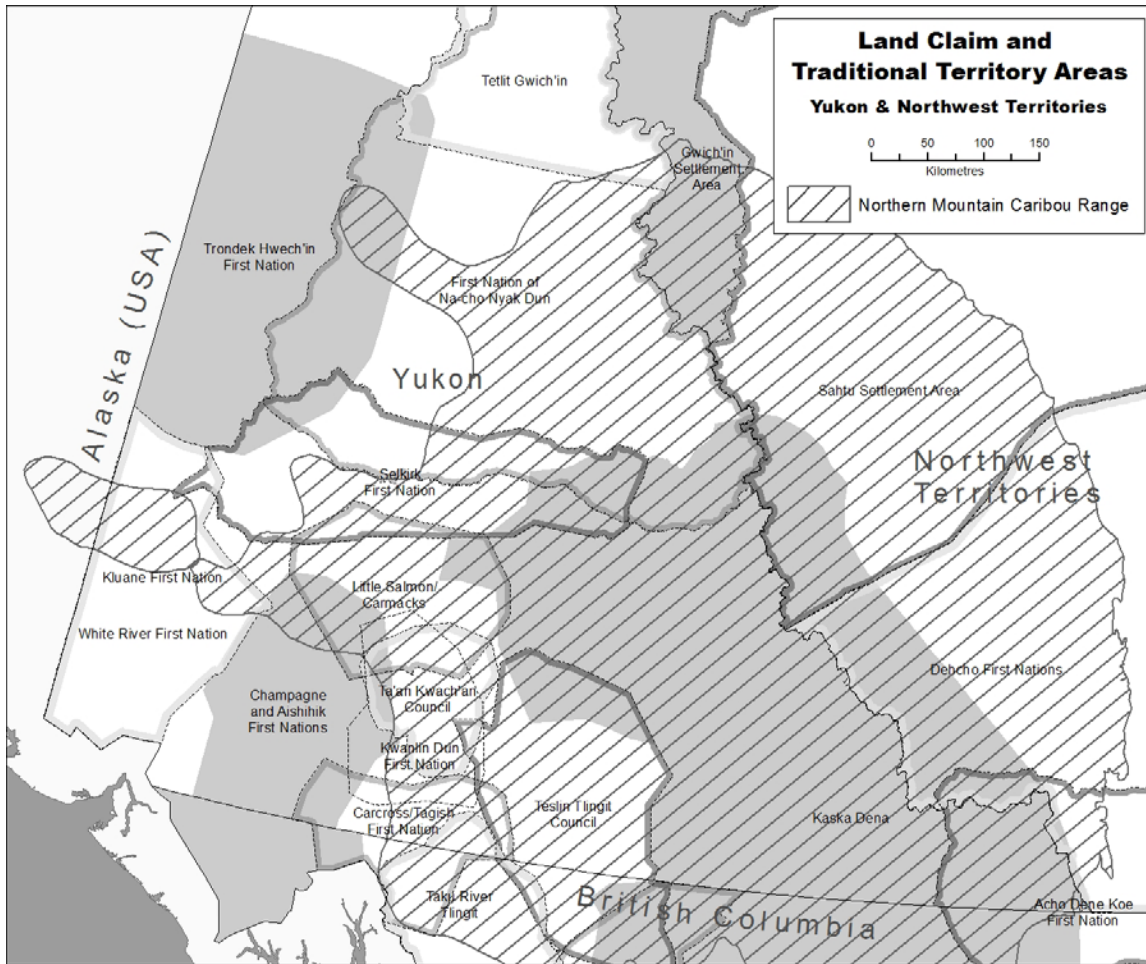 Land Claim and
Traditional Territory Areas
Yukon & Northwest Territories
0 50 100 150
Kilometres
Northern Mountain Caribou Range
Tetlit Gwich'in
Gwich'in
Settlement
Area
Trondek Hwech'in
First Nation
First Nation of
Na-cho Nyak Dun
Alaska (USA)
Yukon
Sahtu Settlement Area
Northwest
Territories
Selkirk
First Nation
Kluane First Nation
Little Salmon/
Carmacks
White River First Nation
Dehcho First Nations
Champagne
and Aishihik
First Nations
Ta'an Kwach'an
Council
Kwanlin Dun
First Nation
Carcross/Tagish
First Nation
Teslin Tlingit
Council
Kaska Dena
Taku River
Tlingit
British Columbia
Acho Dene Koe
First Nation